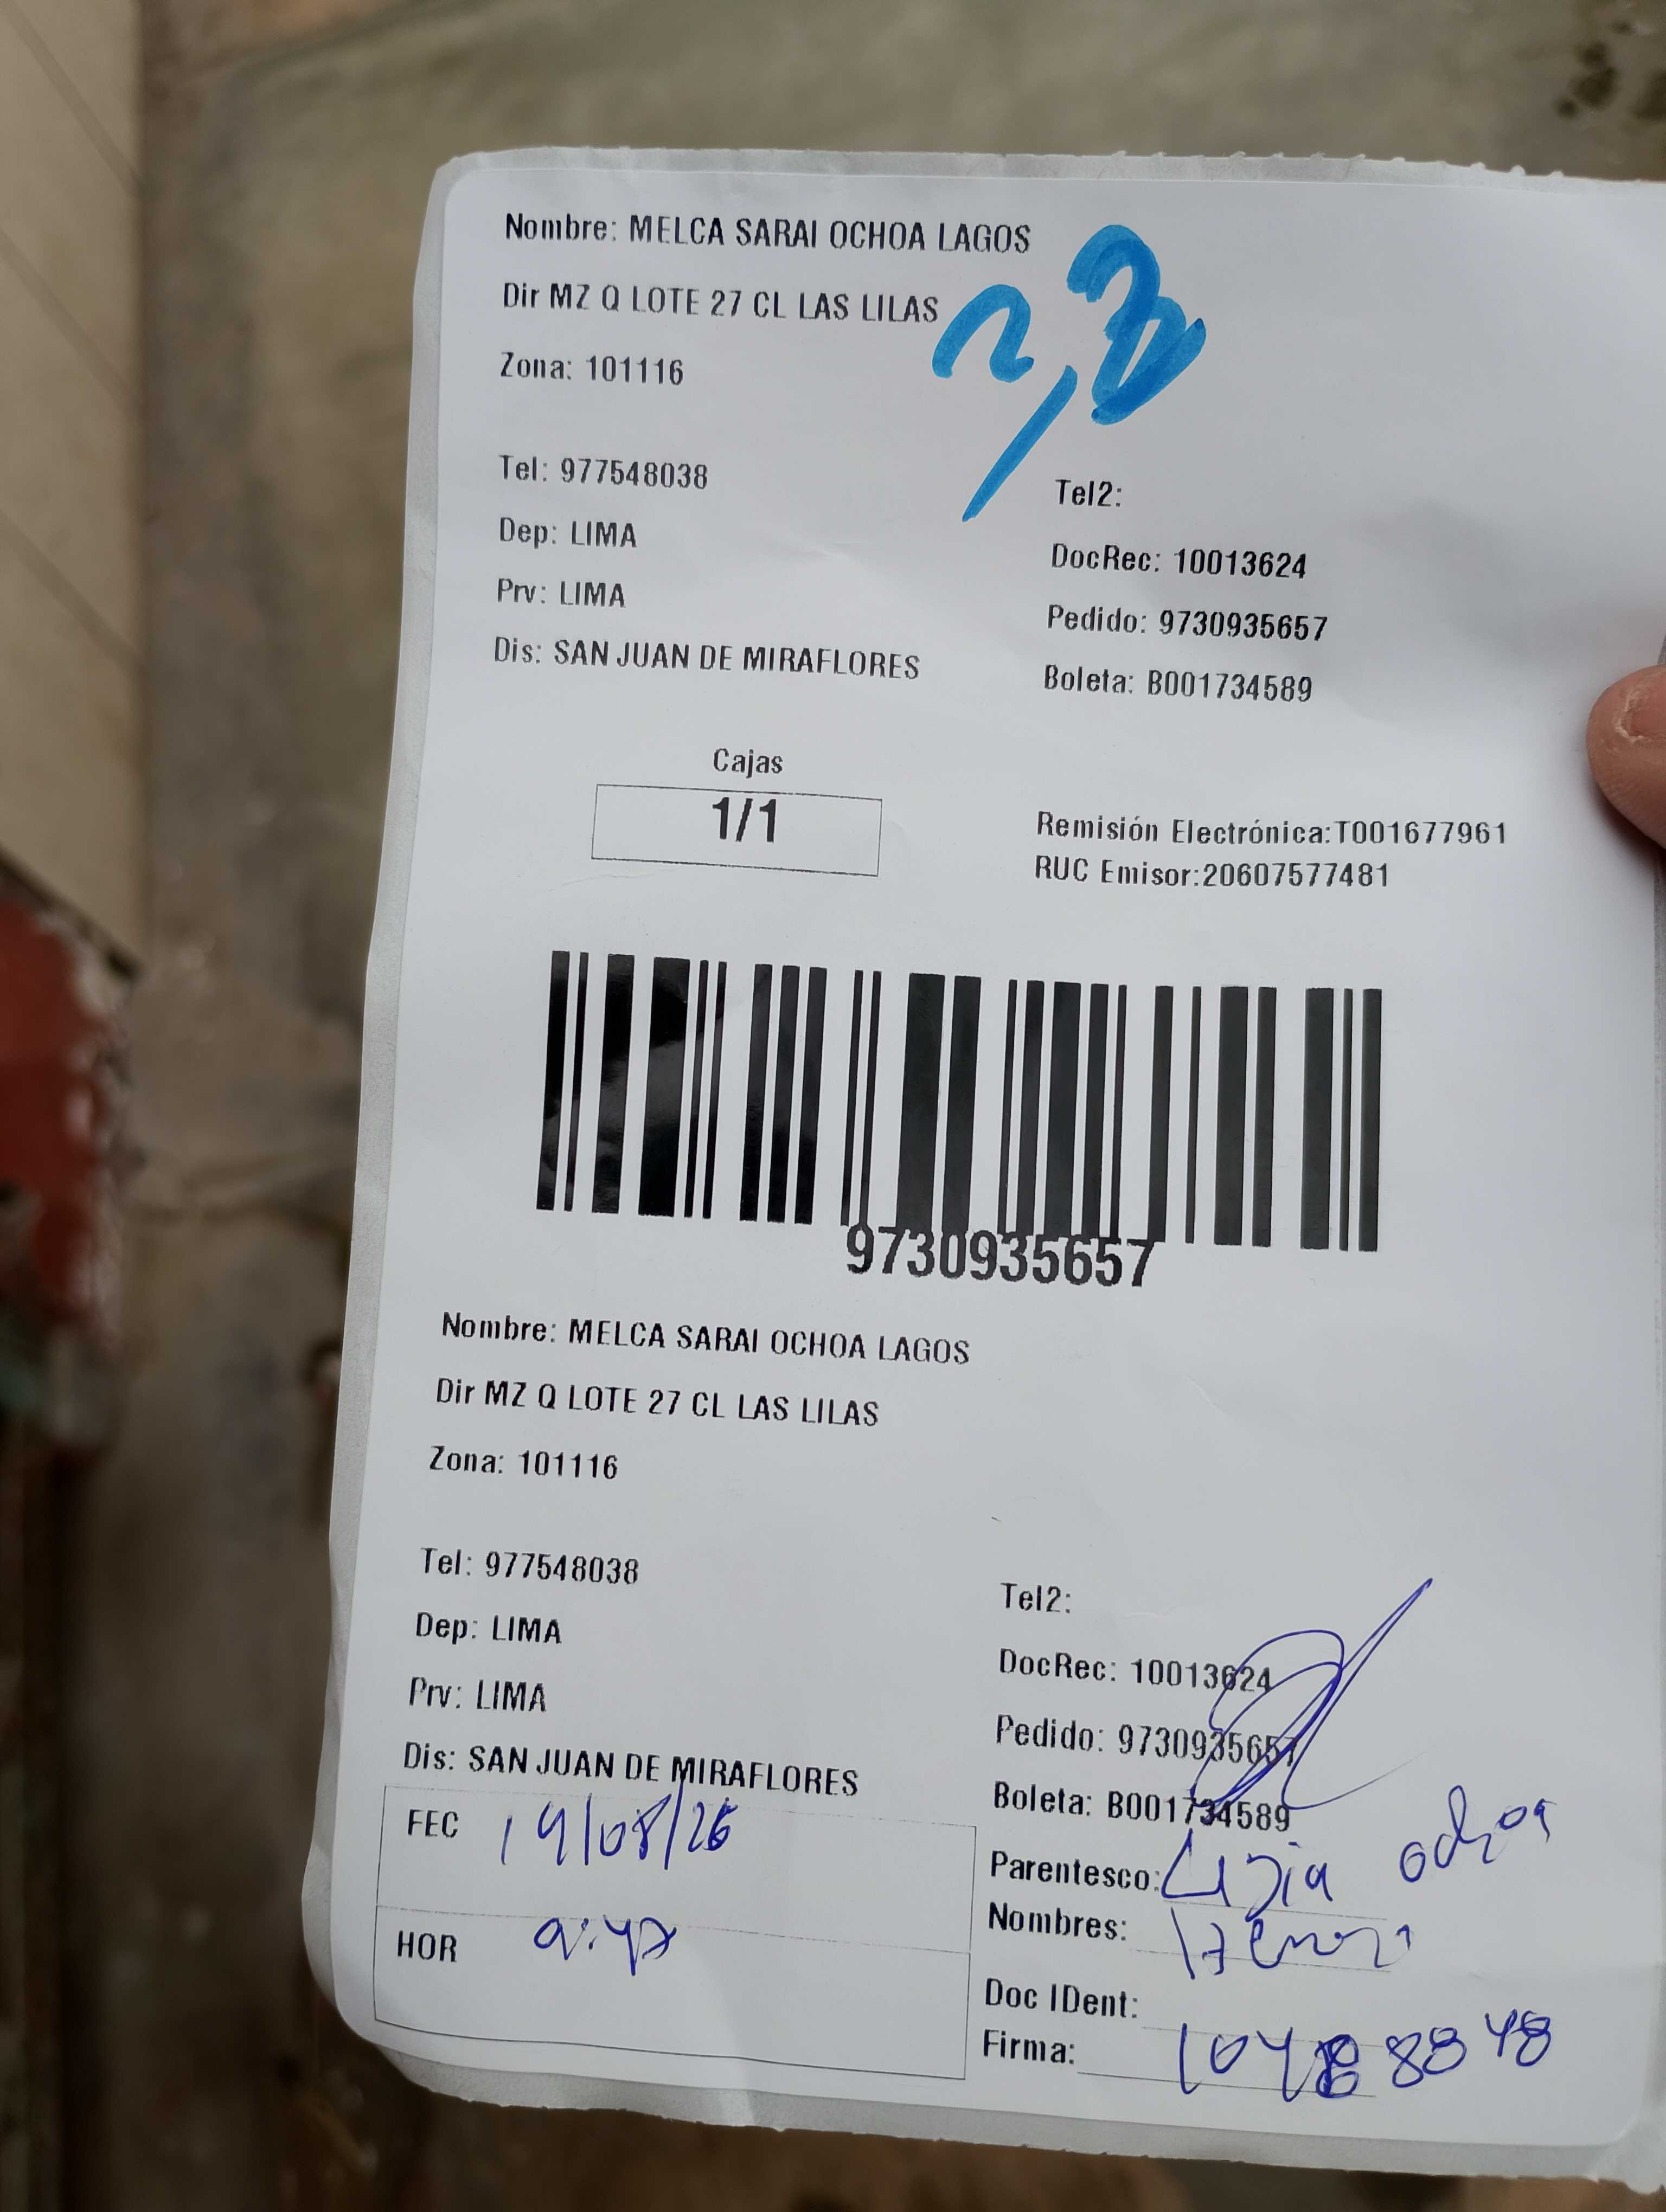 Nombre: MELCA SARAI OCHOA LAGOS
Dir MZ Q LOTE 27 CL LAS LILAS
Zona: 101116
Tel: 977548038
Tel2:
Dep: LIMA
DocRec: 10013624
Prv: LIMA
Pedido: 9730935657
Dis: SAN JUAN DE MIRAFLORES
Boleta: B001734589
Cajas
1/1
Remisión Electrónica:T001677961
RUC Emisor:20607577481
9730935657
Nombre: MELCA SARAI OCHOA LAGOS
Dir MZ Q LOTE 27 CL LAS LILAS
Zona: 101116
Tel: 977548038
Tel2:
Dep: LIMA
DocRec: 10013624
Prv: LIMA
Pedido: 9730935657
Dis: SAN JUAN DE MIRAFLORES
Boleta: B001734589
FEC 19/08/26
Parentesco: ochoa
Nombres:
HOR
Doc IDent:
Firma: